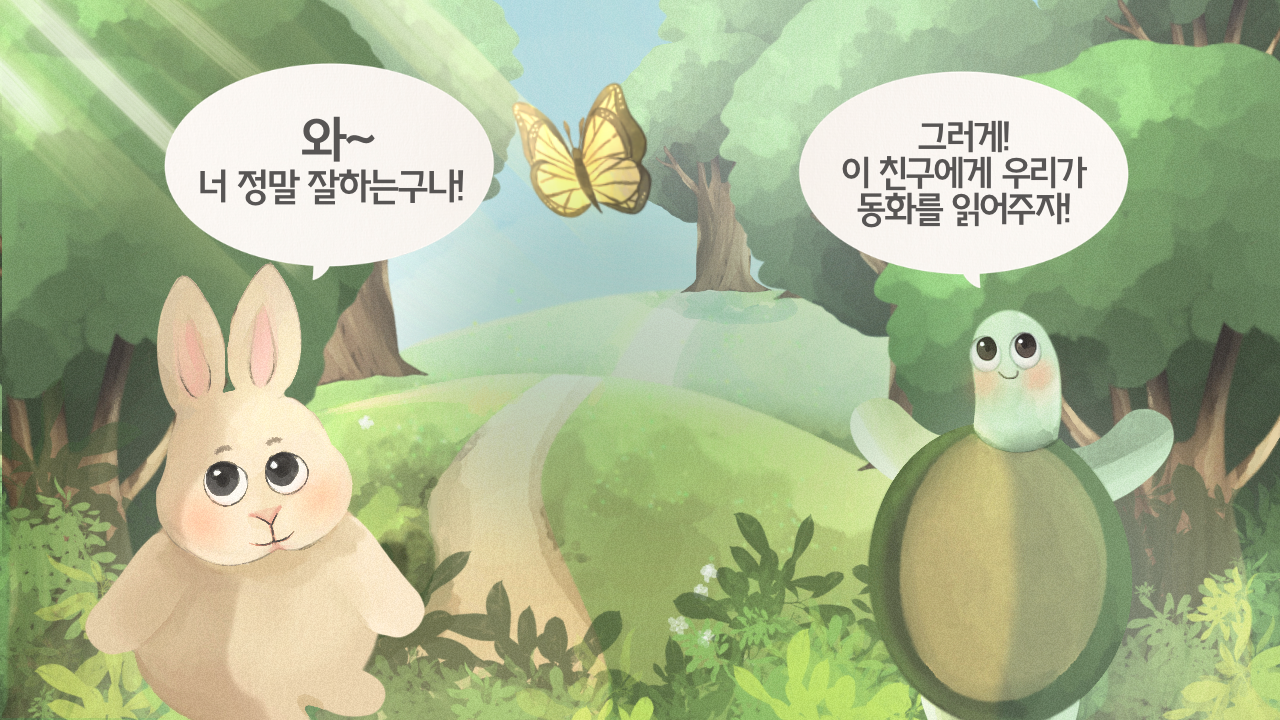 와~
너 정말 잘하는구나!
그러게!
이 친구에게 우리가
동화를 읽어주자!